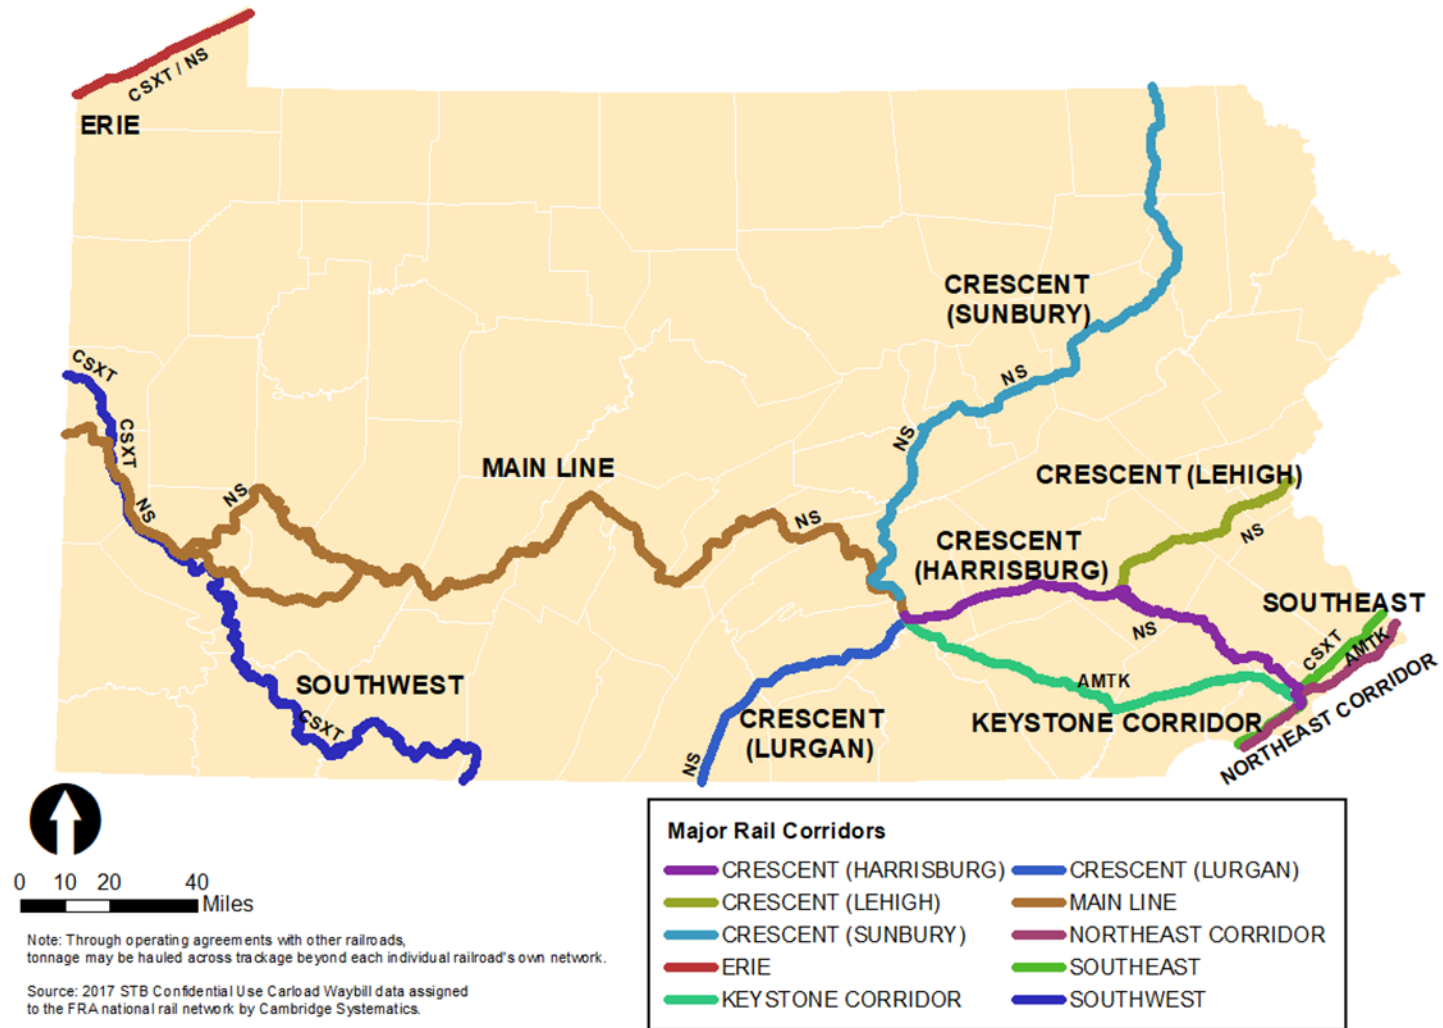 CSXT / NS
ERIE
CRESCENT
(SUNBURY)
CSXT
NS
CSXT
NS
MAIN LINE
CRESCENT (LEHIGH)
NS
NS
NS
NS
CRESCENT
(HARRISBURG)
SOUTHEAST
NS
CSXT
AMTK
SOUTHWEST
AMTK
CSXT
CRESCENT
(LURGAN)
KEYSTONE CORRIDOR
NORTHEAST CORRIDOR
NS
Major Rail Corridors
CRESCENT (HARRISBURG)
CRESCENT (LURGAN)
CRESCENT (LEHIGH)
MAIN LINE
CRESCENT (SUNBURY)
NORTHEAST CORRIDOR
ERIE
SOUTHEAST
KEYSTONE CORRIDOR
SOUTHWEST
0 10 20 40
Miles
Note: Through operating agreements with other railroads,
tonnage may be hauled across trackage beyond each individual railroad's own network.
Source: 2017 STB Confidential Use Carload Waybill data assigned
to the FRA national rail network by Cambridge Systematics.